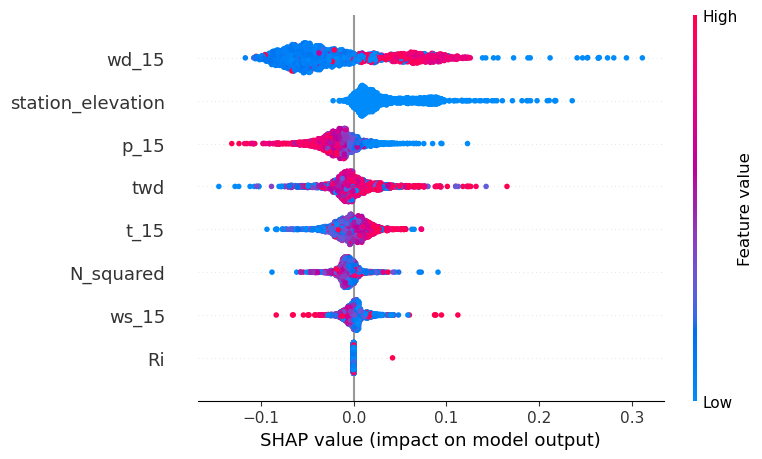 High
wd_15
station_elevation
p_15
twd
t_15
N_squared
ws_15
Ri
Feature value
Low
−0.1 0.0 0.1 0.2 0.3
SHAP value (impact on model output)